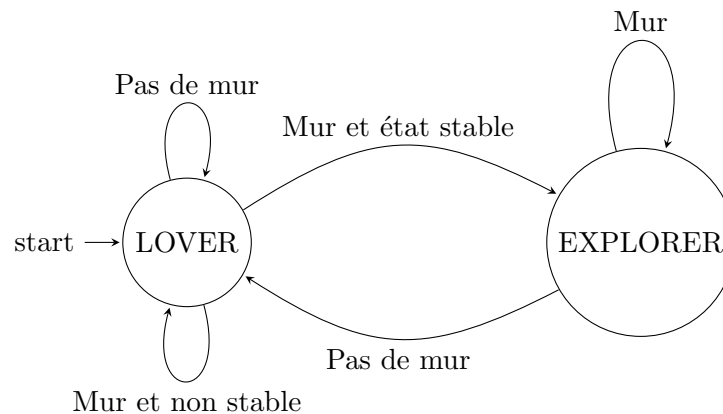 Mur
Pas de mur
Mur et état stable
start
LOVER
EXPLORER
Pas de mur
Mur et non stable